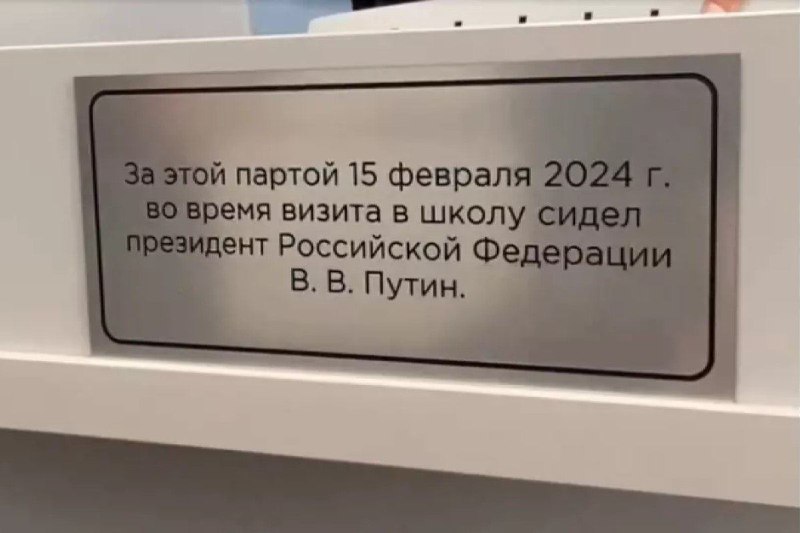 За этой партой 15 февраля 2024 г.
во время визита в школу сидел
президент Российской Федерации
В. В. Путин.